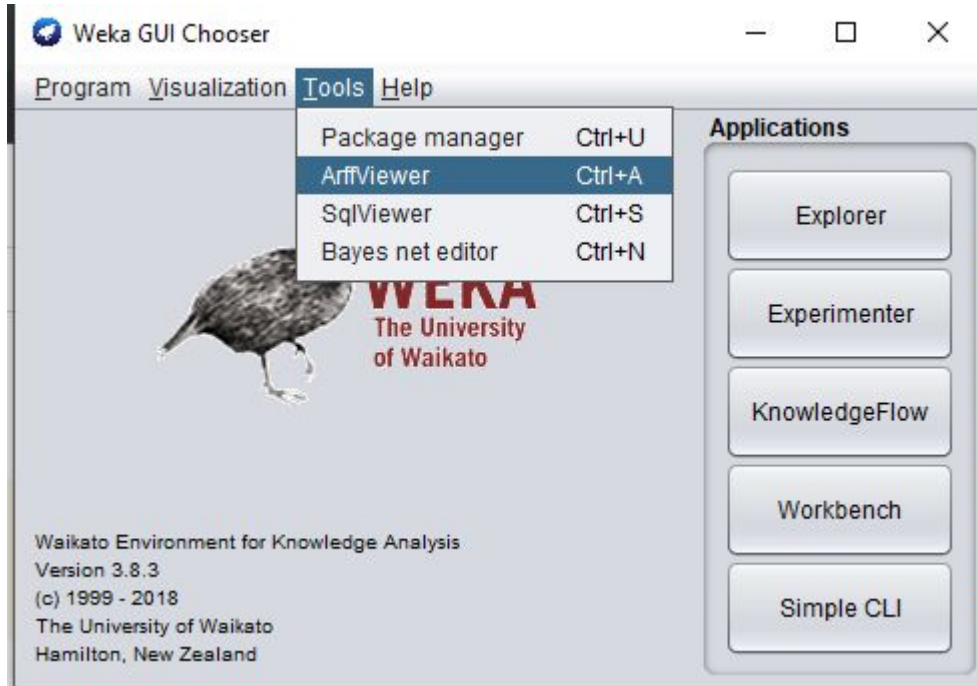 Weka GUI Chooser
Program Visualization Tools Help
Package manager Ctrl+U
ArffViewer Ctrl+A
SqlViewer Ctrl+S
Bayes net editor Ctrl+N
WEKA
The University
of Waikato
Waikato Environment for Knowledge Analysis
Version 3.8.3
(c) 1999 - 2018
The University of Waikato
Hamilton, New Zealand
Applications
Explorer
Experimenter
KnowledgeFlow
Workbench
Simple CLI